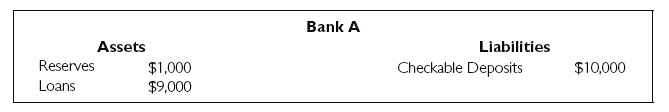 Bank A
Assets Liabilities
Reserves $1,000 Checkable Deposits $10,000
Loans $9,000